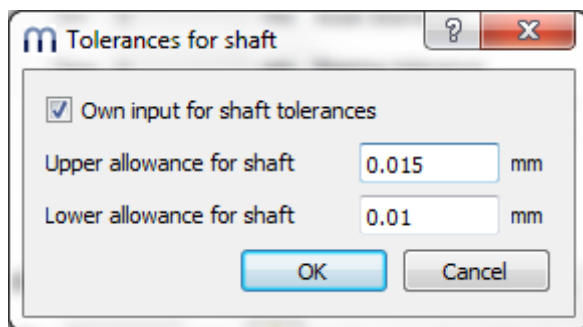 Tolerances for shaft ?
Own input for shaft tolerances
Upper allowance for shaft 0.015 mm
Lower allowance for shaft 0.01 mm
OK Cancel